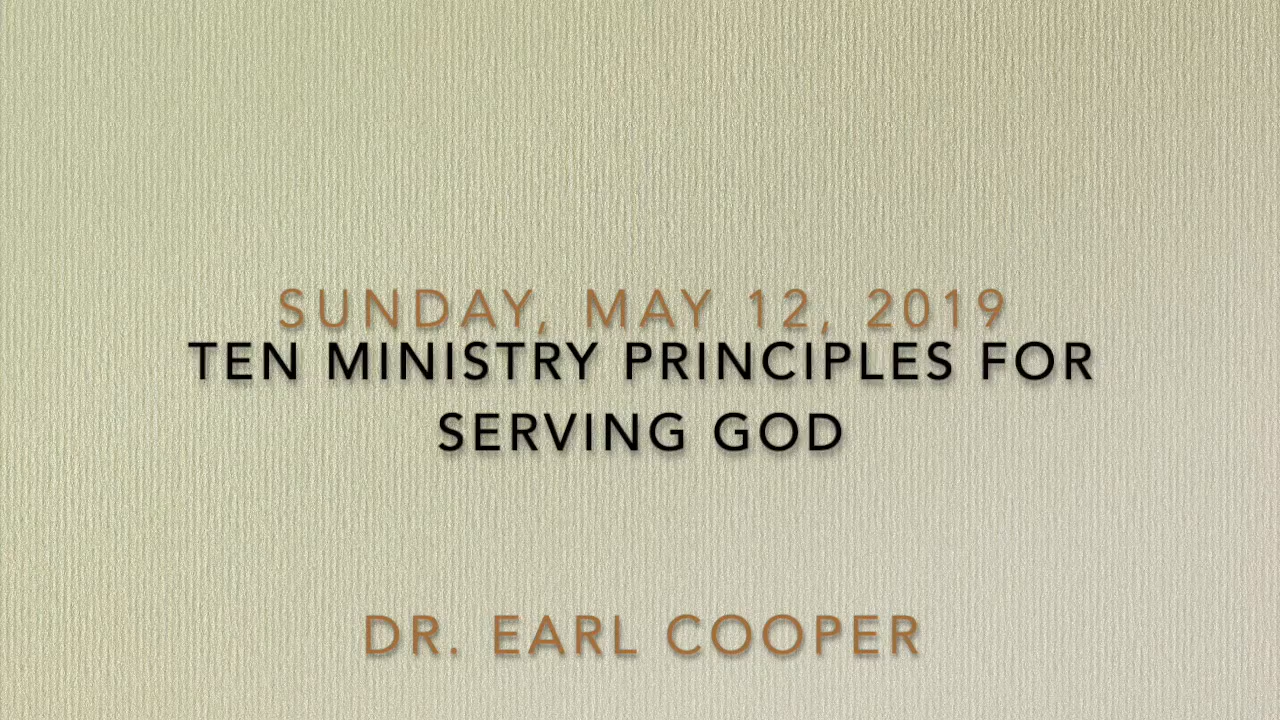 SUNDAY, MAY 12, 2019
TEN MINISTRY PRINCIPLES FOR
SERVING GOD
DR. EARL COOPER